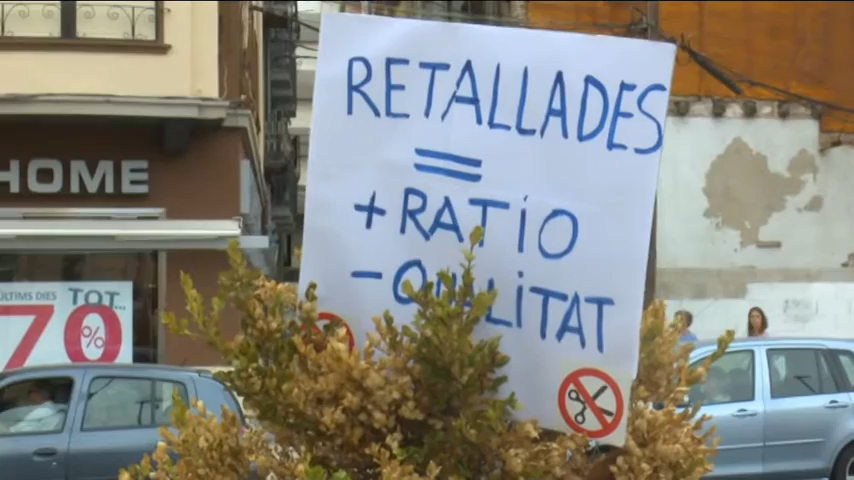 RETALLADES
=
+ RATIO
- QUALITAT
HOME
ÚLTIMS DIES
TOT...
70%